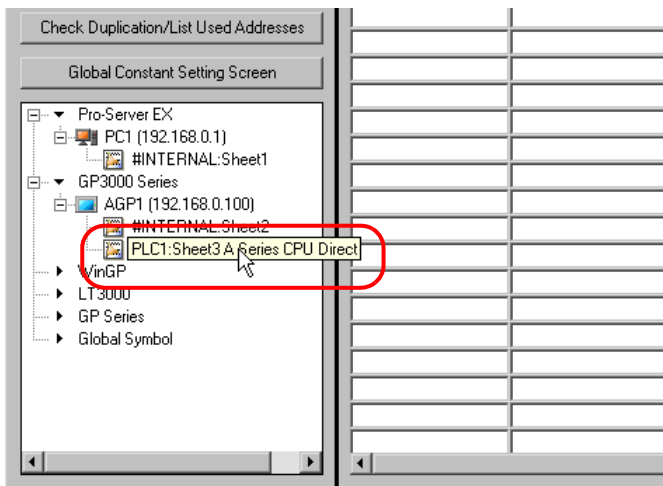 Check Duplication/List Used Addresses
Global Constant Setting Screen
Pro-Server EX
PC1 (192.168.0.1)
#INTERNAL:Sheet1
GP3000 Series
AGP1 (192.168.0.100)
#INTERNAL:Sheet2
PLC1:Sheet3 A Series CPU Direct
WinGP
LT3000
GP Series
Global Symbol